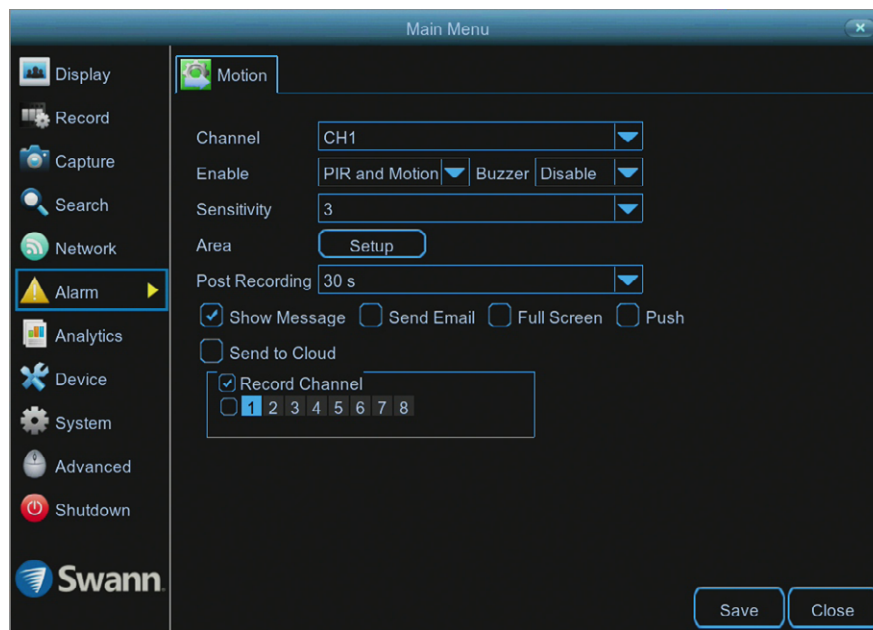 Main Menu
Display
Record
Capture
Search
Network
Alarm
Analytics
Device
System
Advanced
Shutdown
Swann
Motion
Channel CH1
Enable PIR and Motion Buzzer Disable
Sensitivity 3
Area Setup
Post Recording 30 s
Show Message Send Email Full Screen Push
Send to Cloud
Record Channel
1 2 3 4 5 6 7 8
Save Close